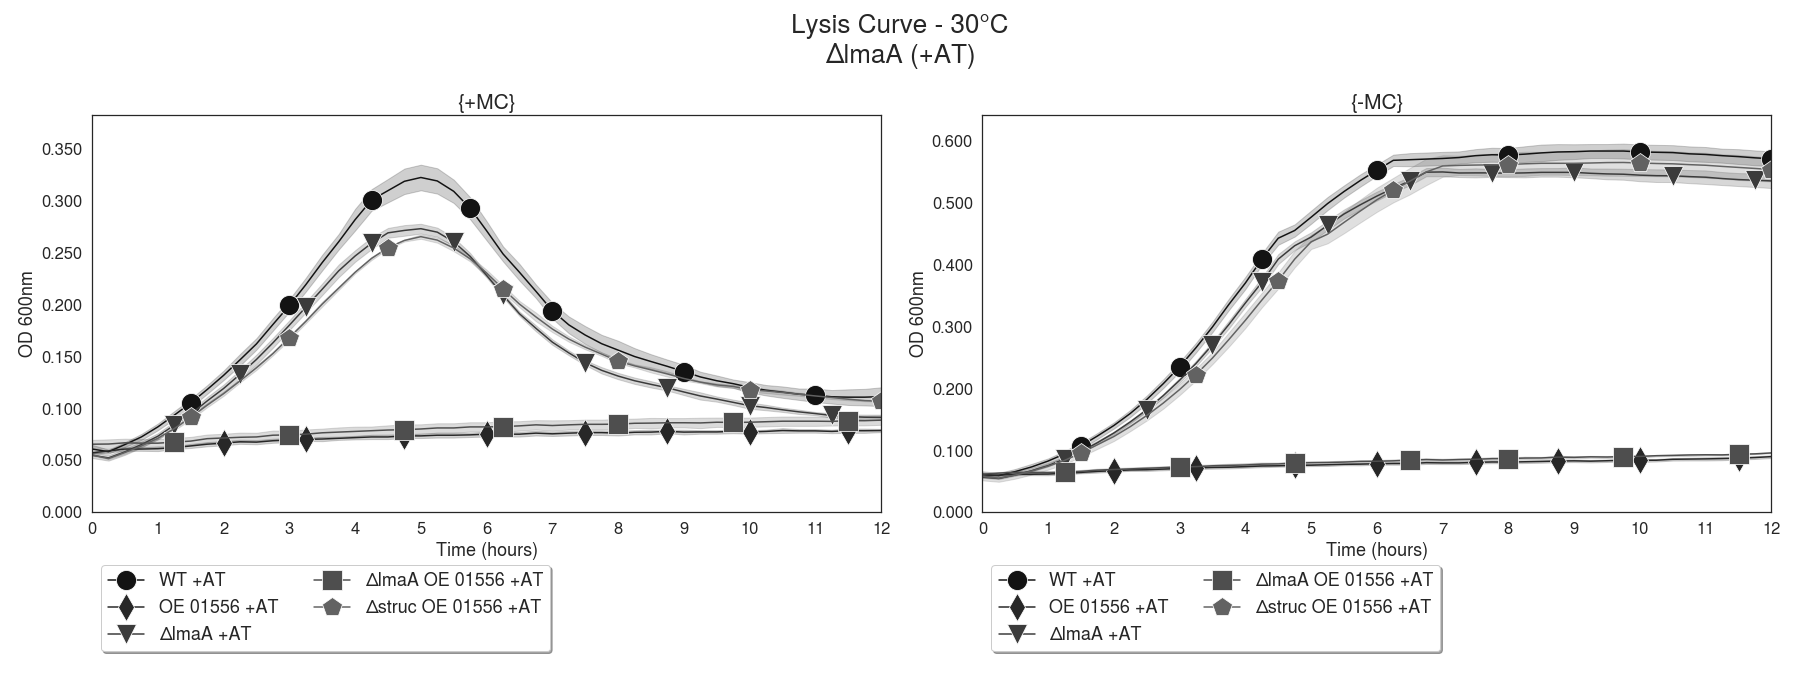 Lysis Curve - 30°C
ΔlmaA (+AT)
{+MC}
OD 600nm
0.350
0.300
0.250
0.200
0.150
0.100
0.050
0.000
0 1 2 3 4 5 6 7 8 9 10 11 12
Time (hours)
WT +AT
OE 01556 +AT
ΔlmaA +AT
ΔlmaA OE 01556 +AT
Δstruc OE 01556 +AT
{-MC}
OD 600nm
0.600
0.500
0.400
0.300
0.200
0.100
0.000
0 1 2 3 4 5 6 7 8 9 10 11 12
Time (hours)
WT +AT
OE 01556 +AT
ΔlmaA +AT
ΔlmaA OE 01556 +AT
Δstruc OE 01556 +AT